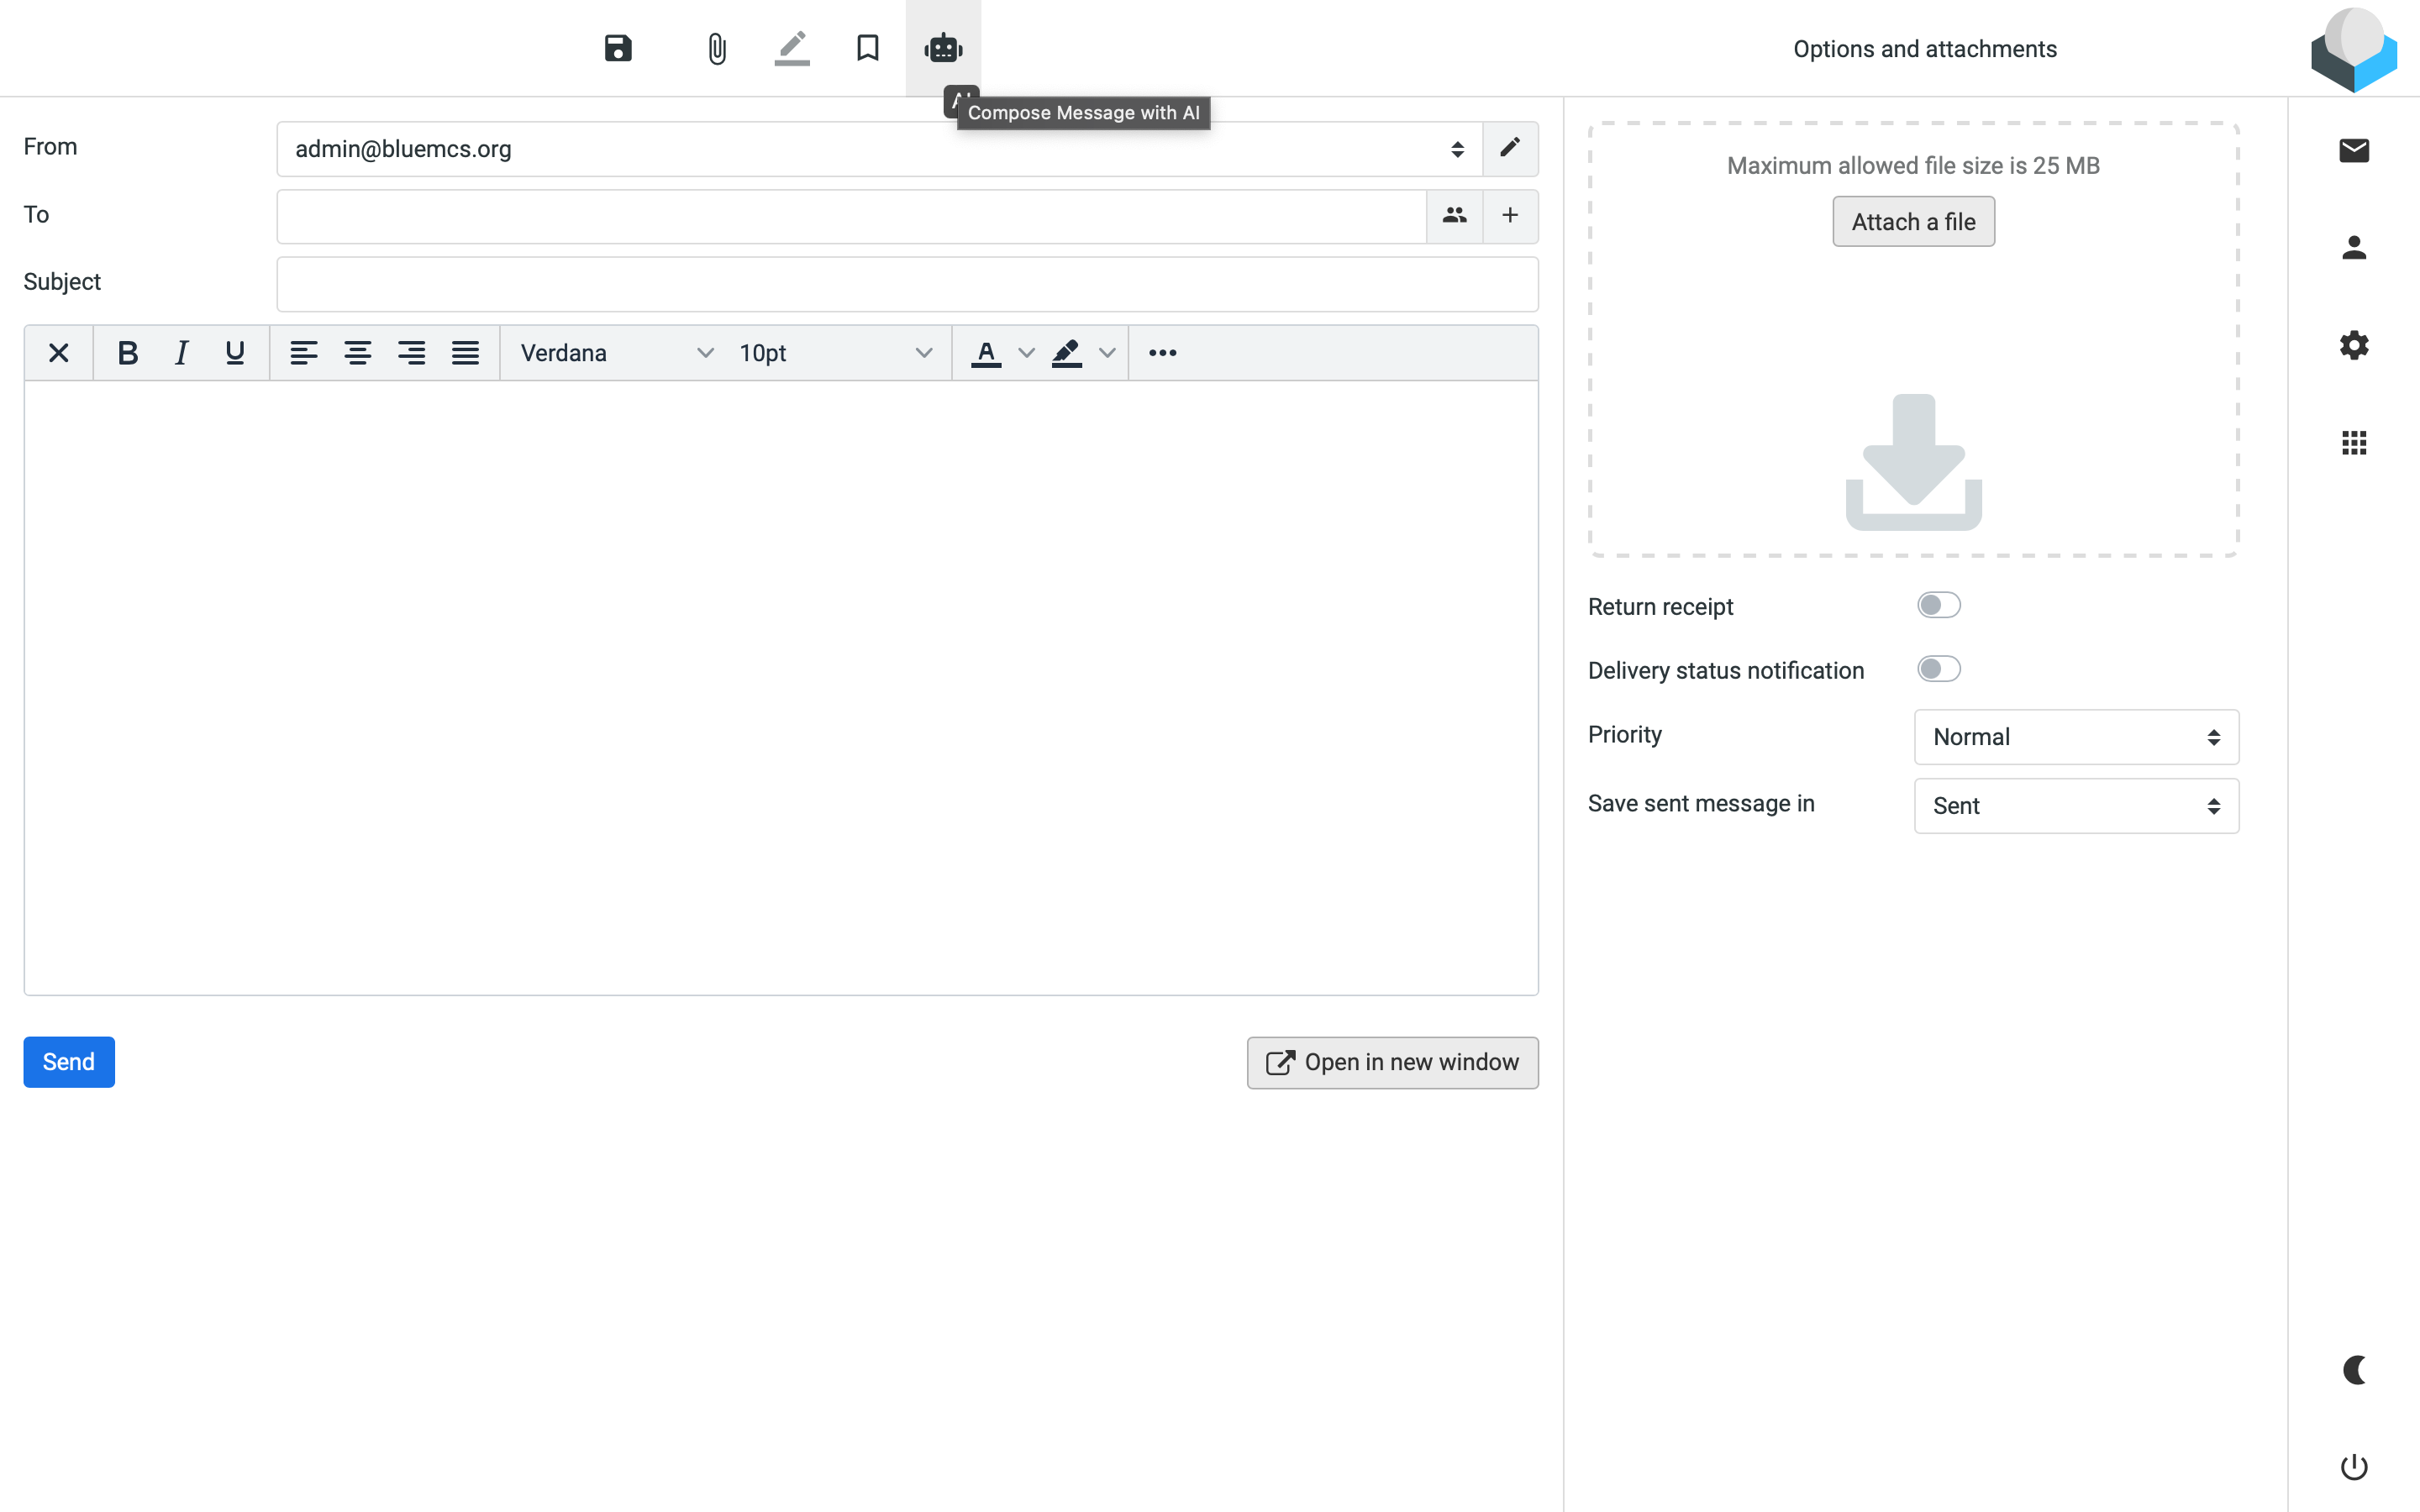 Options and attachments
Compose Message with AI
From
admin@bluemcs.org
To
Subject
Verdana
10pt
Send
Open in new window
Maximum allowed file size is 25 MB
Attach a file
Return receipt
Delivery status notification
Priority
Normal
Save sent message in
Sent